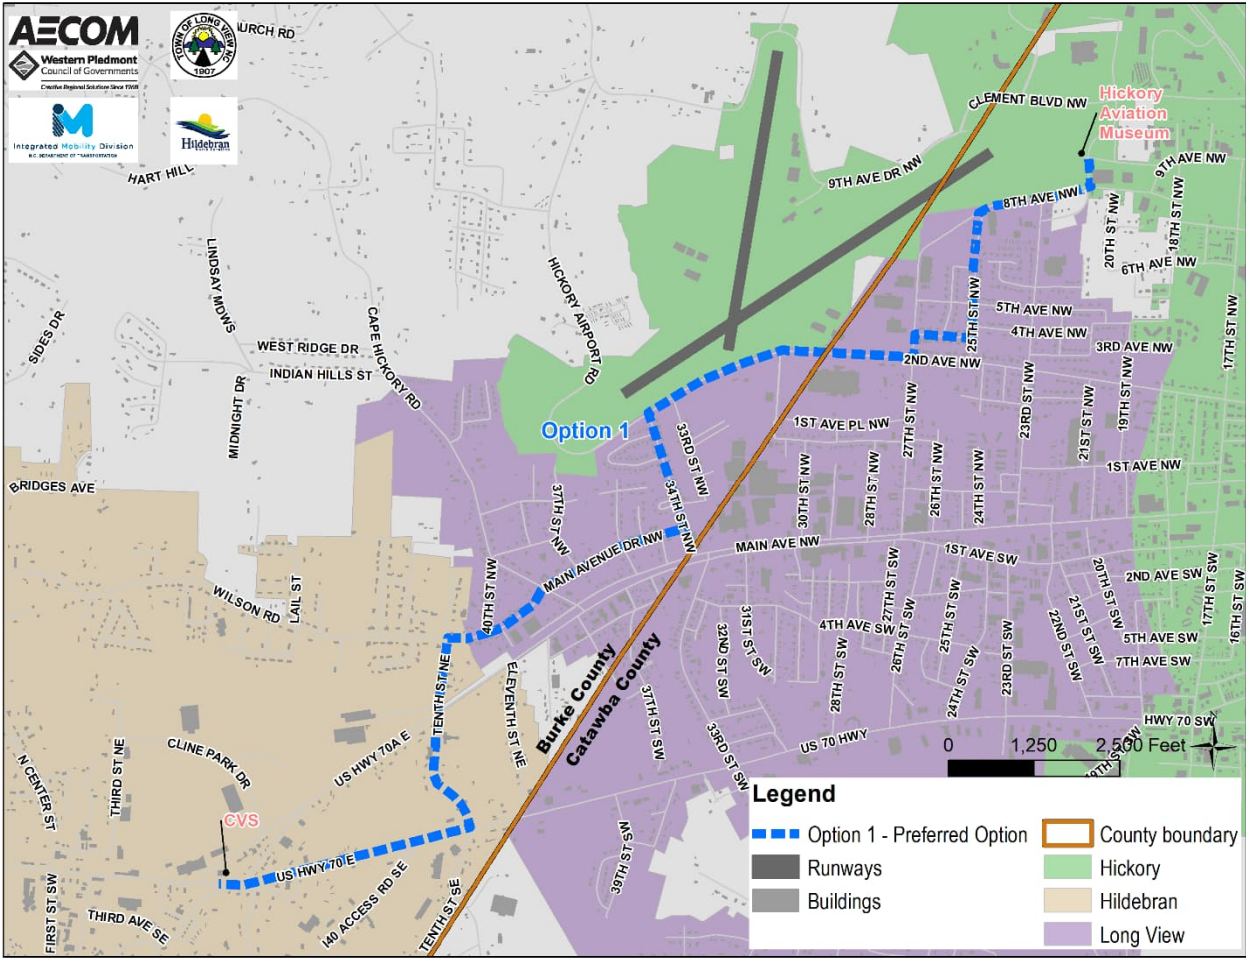 AECOM
Western Piedmont
Council of Governments
Creative Regional Solutions Since 1968
TOWN OF LONG VIEW NC
1907
Integrated Mobility Division
N.C. DEPARTMENT OF TRANSPORTATION
Hildebran
URCH RD
CLEMENT BLVD NW
Hickory
Aviation
Museum
9TH AVE NW
9TH AVE DR NW
HART HILL
8TH AVE NW
20TH ST NW
18TH ST NW
6TH AVE NW
LINDSAY MDWS
HICKORY AIRPORT RD
25TH ST NW
5TH AVE NW
4TH AVE NW
3RD AVE NW
17TH ST NW
SIDES DR
CAPE HICKORY RD
WEST RIDGE DR
INDIAN HILLS ST
2ND AVE NW
MIDNIGHT DR
Option 1
33RD ST NW
1ST AVE PL NW
27TH ST NW
23RD ST NW
21ST ST NW
19TH ST NW
1ST AVE NW
BRIDGES AVE
37TH ST NW
34TH ST NW
30TH ST NW
28TH ST NW
26TH ST NW
24TH ST NW
MAIN AVENUE DR NW
MAIN AVE NW
1ST AVE SW
40TH ST NW
WILSON RD
LAIL ST
27TH ST SW
20TH ST SW
2ND AVE SW
17TH ST SW
16TH ST SW
31ST ST SW
32ND ST SW
4TH AVE SW
26TH ST SW
25TH ST SW
22ND ST SW
21ST ST SW
5TH AVE SW
7TH AVE SW
TENTH ST NE
ELEVENTH ST NE
Burke County
Catawba County
28TH ST SW
24TH ST SW
23RD ST SW
37TH ST SW
33RD ST SW
US 70 HWY
HWY 70 SW
19TH ST SW
N CENTER ST
THIRD ST NE
CLINE PARK DR
US HWY 70A E
CVS
US HWY 70 E
FIRST ST SW
THIRD AVE SE
I40 ACCESS RD SE
TENTH ST SE
39TH ST SW
0 1,250 2,500 Feet
Legend
Option 1 - Preferred Option
Runways
Buildings
County boundary
Hickory
Hildebran
Long View